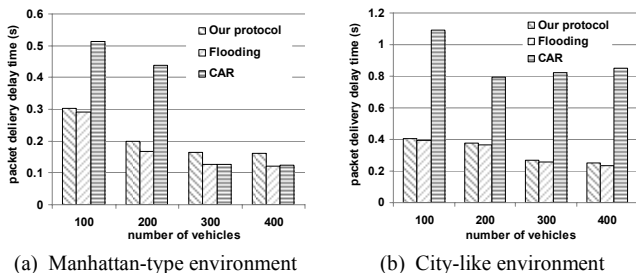 packet deliery delay time (s)
0.6
0.5
0.4
0.3
0.2
0.1
0
Our protocol
Flooding
CAR
100 200 300 400
number of vehicles
(a) Manhattan-type environment
packet delivery delay time (s)
1.2
1
0.8
0.6
0.4
0.2
0
Our protocol
Flooding
CAR
100 200 300 400
number of vehicles
(b) City-like environment